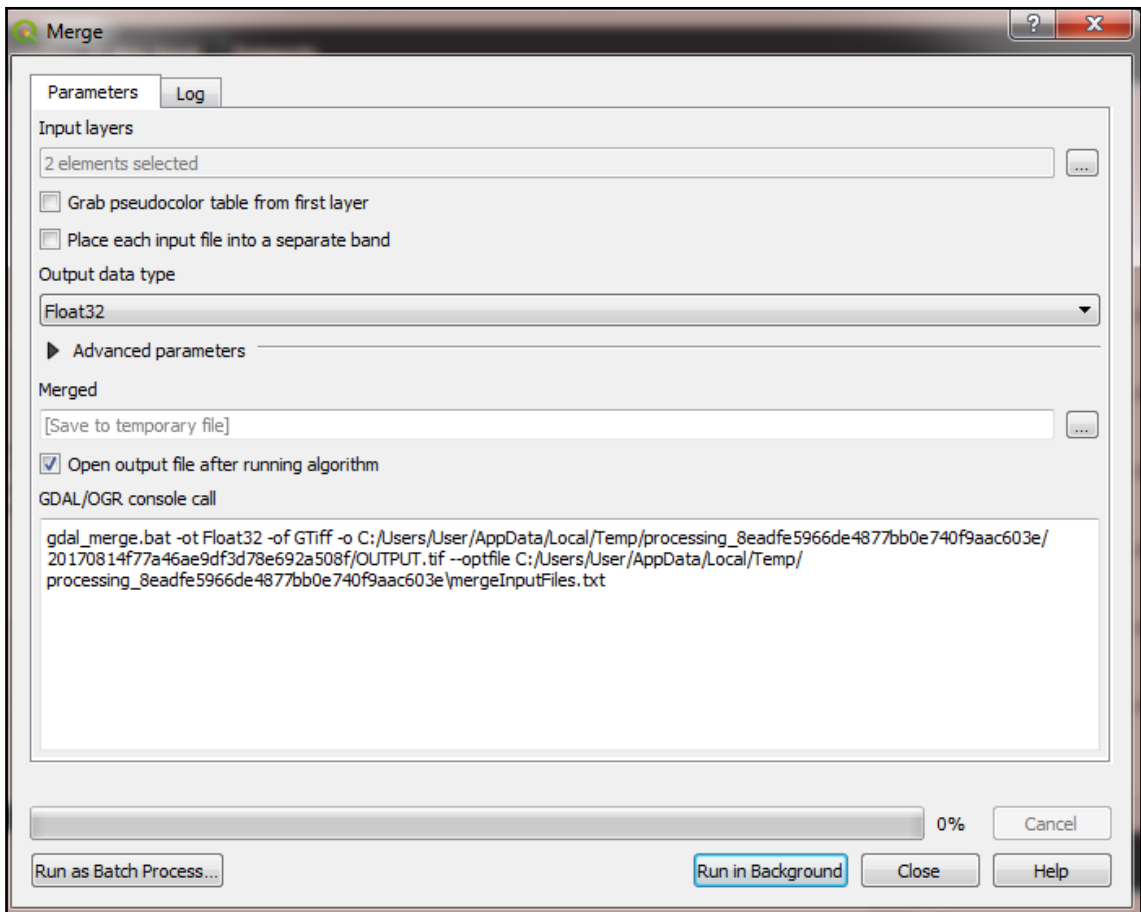 Merge
?
X
Parameters
Log
Input layers
2 elements selected
...
Grab pseudocolor table from first layer
Place each input file into a separate band
Output data type
Float32
Advanced parameters
Merged
[Save to temporary file]
...
Open output file after running algorithm
GDAL/OGR console call
gdal_merge.bat -ot Float32 -of GTiff -o C:/Users/User/AppData/Local/Temp/processing_8eadfe5966de4877bb0e740f9aac603e/
20170814f77a46ae9df3d78e692a508f/OUTPUT.tif --optfile C:/Users/User/AppData/Local/Temp/
processing_8eadfe5966de4877bb0e740f9aac603e\mergeInputFiles.txt
0%
Cancel
Run as Batch Process...
Run in Background
Close
Help